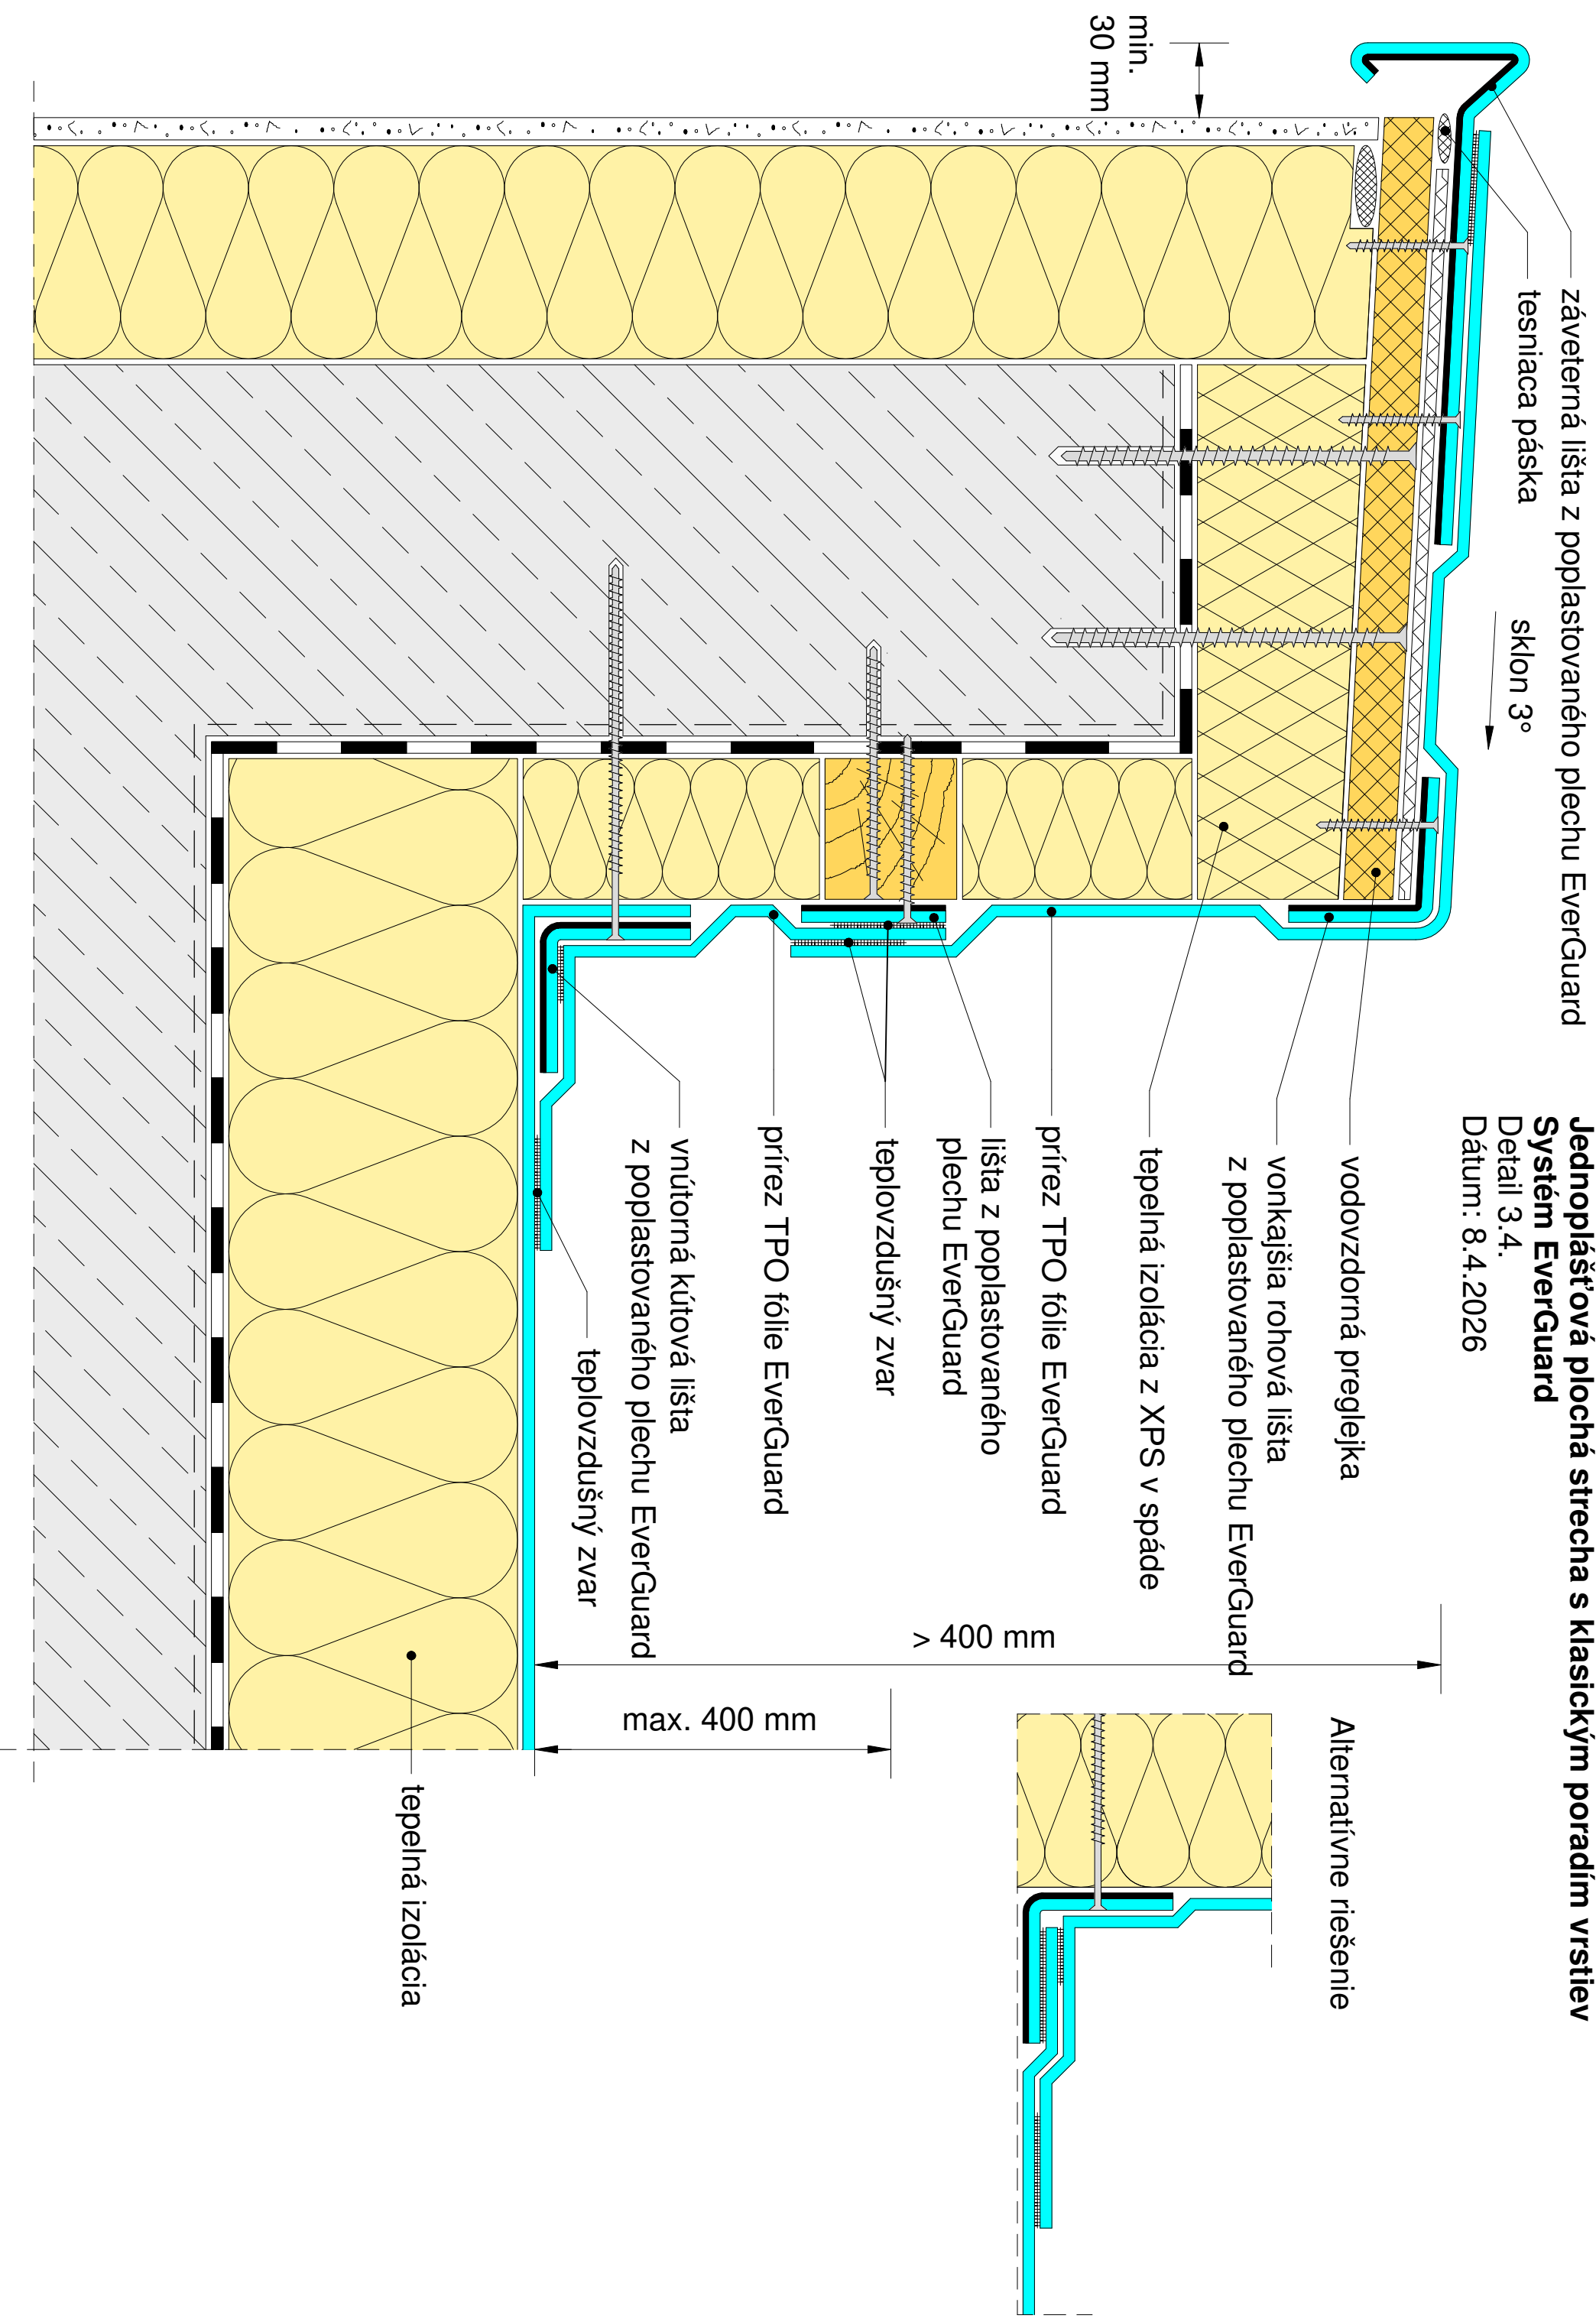 Jednoplášťová plochá strecha s klasickým poradím vrstiev
Systém EverGuard
Detail 3.4.
Dátum: 8.4.2026
záveterná lišta z poplastovaného plechu EverGuard
tesniaca páska
sklon 3°
min.
30 mm
vodovzdorná preglejka
vonkajšia rohová lišta
z poplastovaného plechu EverGuard
tepelná izolácia z XPS v spáde
prírez TPO fólie EverGuard
lišta z poplastovaného
plechu EverGuard
teplovzdušný zvar
prírez TPO fólie EverGuard
vnútorná kútová lišta
z poplastovaného plechu EverGuard
teplovzdušný zvar
> 400 mm
max. 400 mm
tepelná izolácia
Alternatívne riešenie